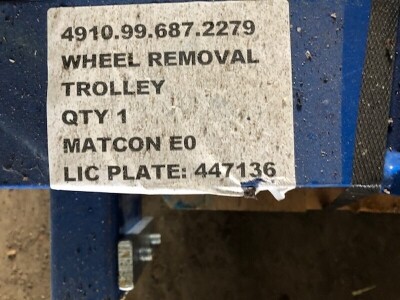 4910.99.687.2279
WHEEL REMOVAL
TROLLEY
QTY 1
MATCON E0
LIC PLATE: 447136